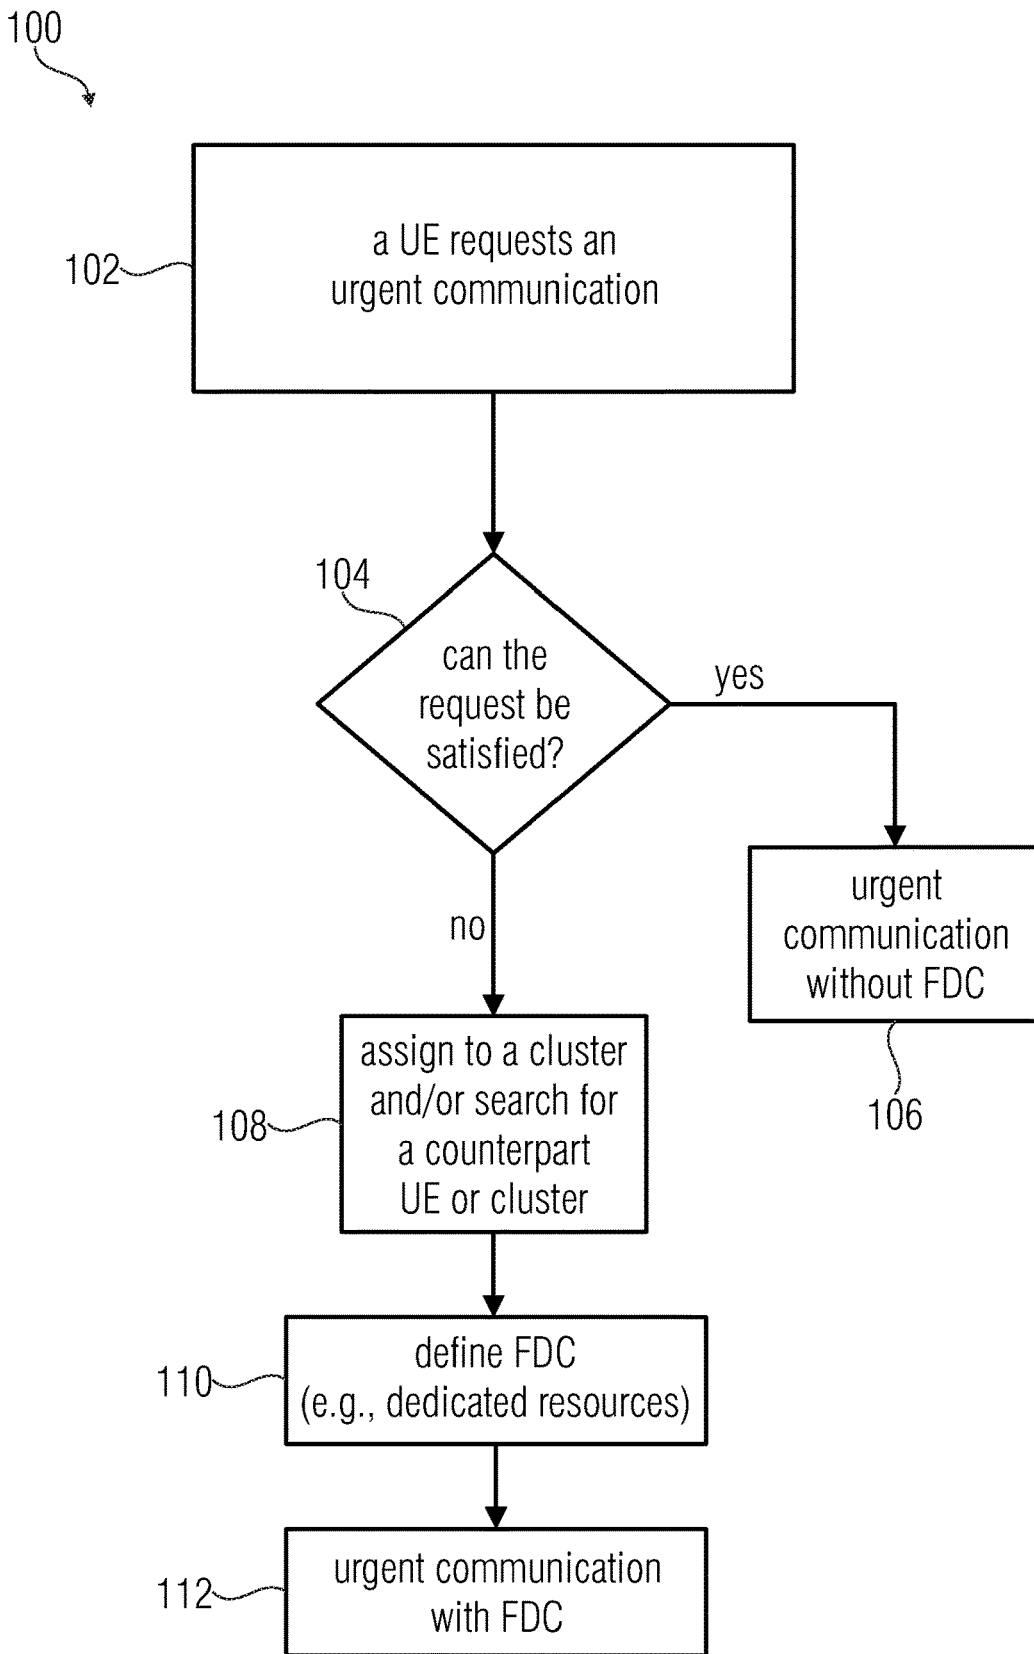 100
a UE requests an
urgent communication
102
104
can the
request be
satisfied?
yes
no
urgent
communication
without FDC
106
assign to a cluster
and/or search for
a counterpart
UE or cluster
108
define FDC
(e.g., dedicated resources)
110
urgent communication
with FDC
112